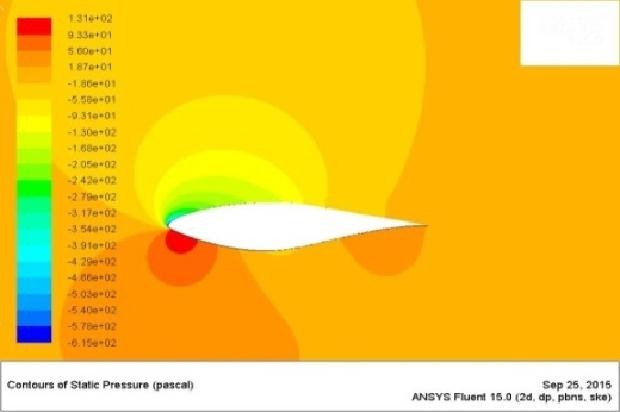 1.31e+02
9.33e+01
5.60e+01
1.87e+01
-1.86e+01
-5.58e+01
-9.31e+01
-1.30e+02
-1.68e+02
-2.05e+02
-2.42e+02
-2.79e+02
-3.17e+02
-3.54e+02
-3.91e+02
-4.29e+02
-4.66e+02
-5.03e+02
-5.40e+02
-5.78e+02
-6.15e+02
Contours of Static Pressure (pascal)
Sep 25, 2015
ANSYS Fluent 15.0 (2d, dp, pbns, ske)